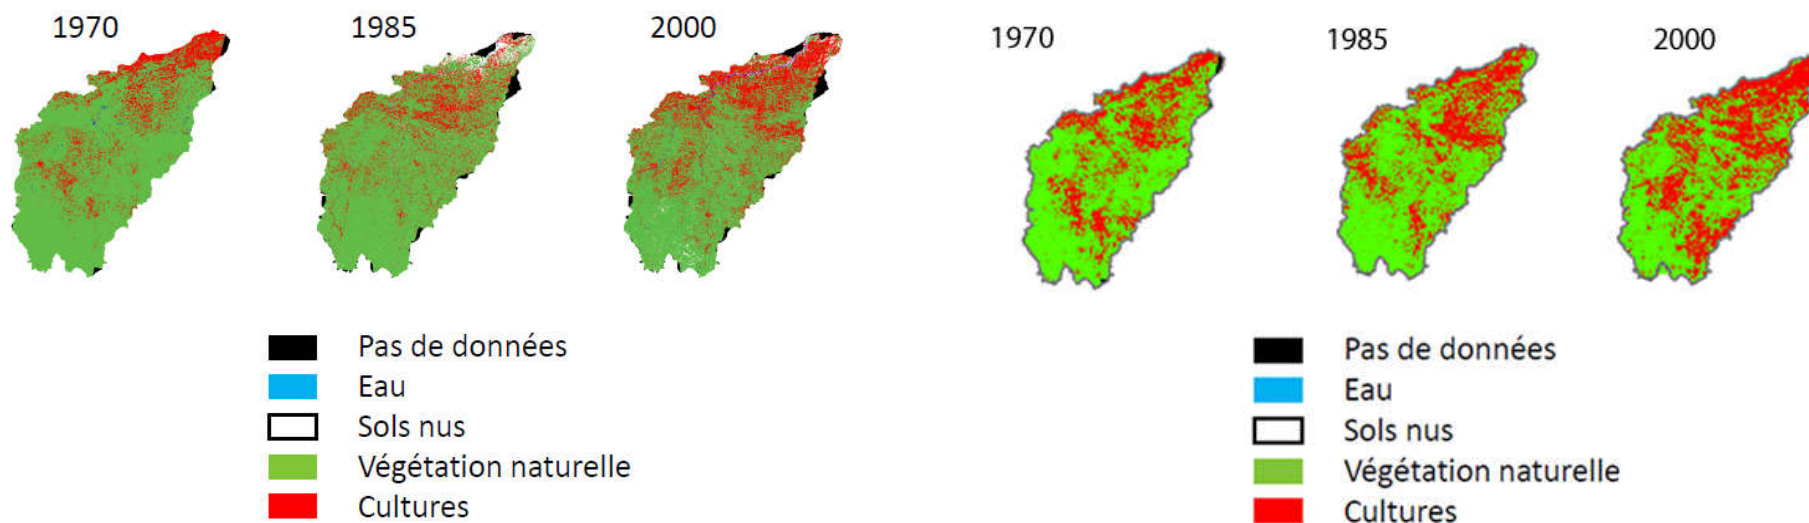 1970
1985
2000
Pas de données
Eau
Sols nus
Végétation naturelle
Cultures
1970
1985
2000
Pas de données
Eau
Sols nus
Végétation naturelle
Cultures